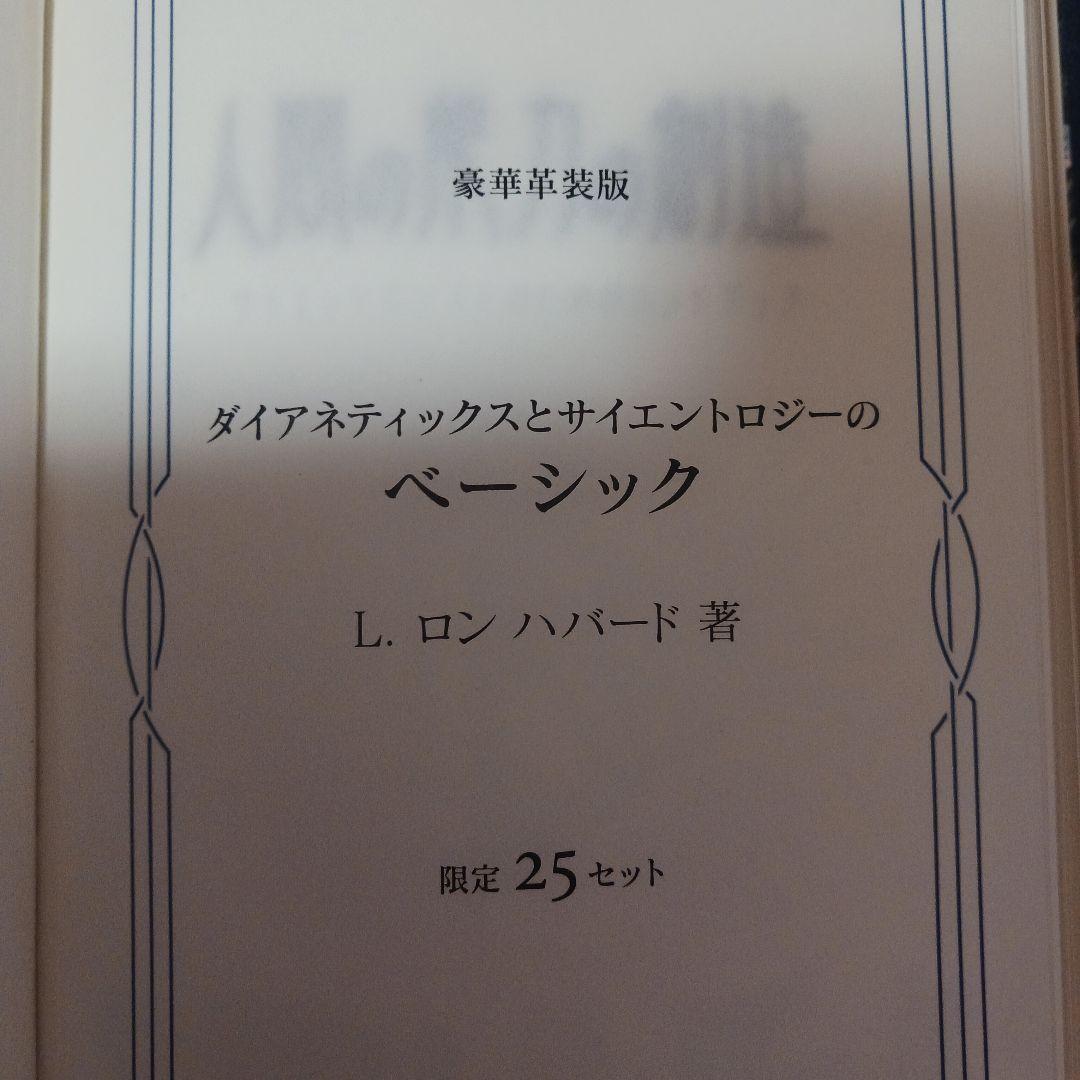 豪華革装版
ダイアネティックスとサイエントロジーの
ベーシック
L. ロン ハバード 著
限定 25 セット